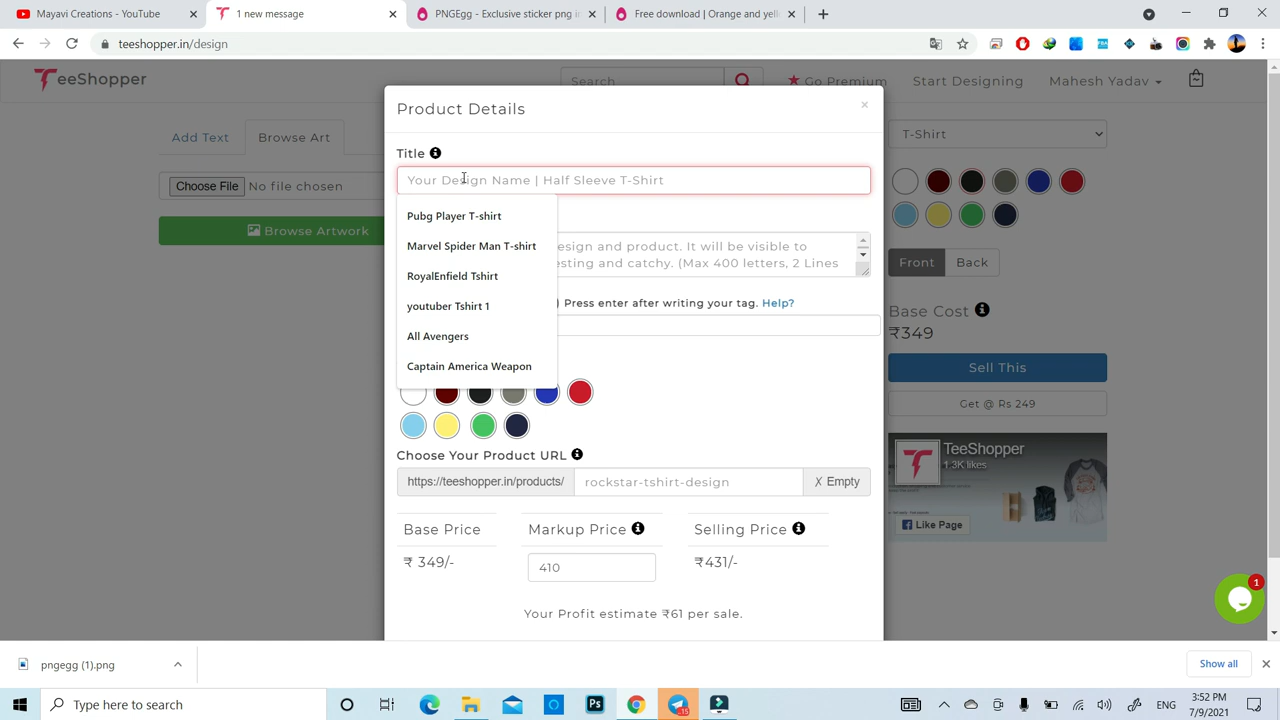 Mayavi Creations - YouTube
1 new message
PNGEgg - Exclusive sticker png in
Free download | Orange and yell
teeshopper.in/design
TeeShopper
Search
Go Premium
Start Designing
Mahesh Yadav
Product Details
×
Add Text
Browse Art
T-Shirt
Title
Choose File
No file chosen
Your Design Name | Half Sleeve T-Shirt
Pubg Player T-shirt
Browse Artwork
Marvel Spider Man T-shirt
esign and product. It will be visible to
esting and catchy. (Max 400 letters, 2 Lines
Front
Back
RoyalEnfield Tshirt
youtuber Tshirt 1
) Press enter after writing your tag. Help?
Base Cost
₹349
All Avengers
Captain America Weapon
Sell This
Get @ Rs 249
Choose Your Product URL
TeeShopper
1.3K likes
https://teeshopper.in/products/
rockstar-tshirt-design
✗ Empty
Like Page
Base Price
Markup Price
Selling Price
₹ 349/-
410
₹431/-
1
Your Profit estimate ₹61 per sale.
pngegg (1).png
Show all
Type here to search
Ps
15
ENG
3:52 PM
7/9/2021